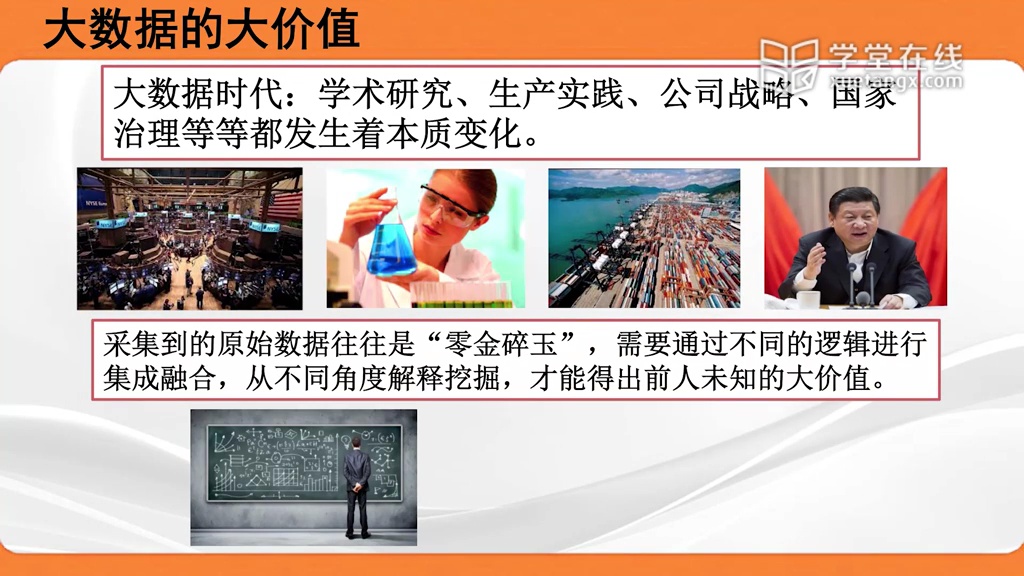 大数据的大价值
学堂在线
xuetangx.com
大数据时代：学术研究、生产实践、公司战略、国家
治理等等都发生着本质变化。
NYSE
采集到的原始数据往往是“零金碎玉”，需要通过不同的逻辑进行
集成融合，从不同角度解释挖掘，才能得出前人未知的大价值。